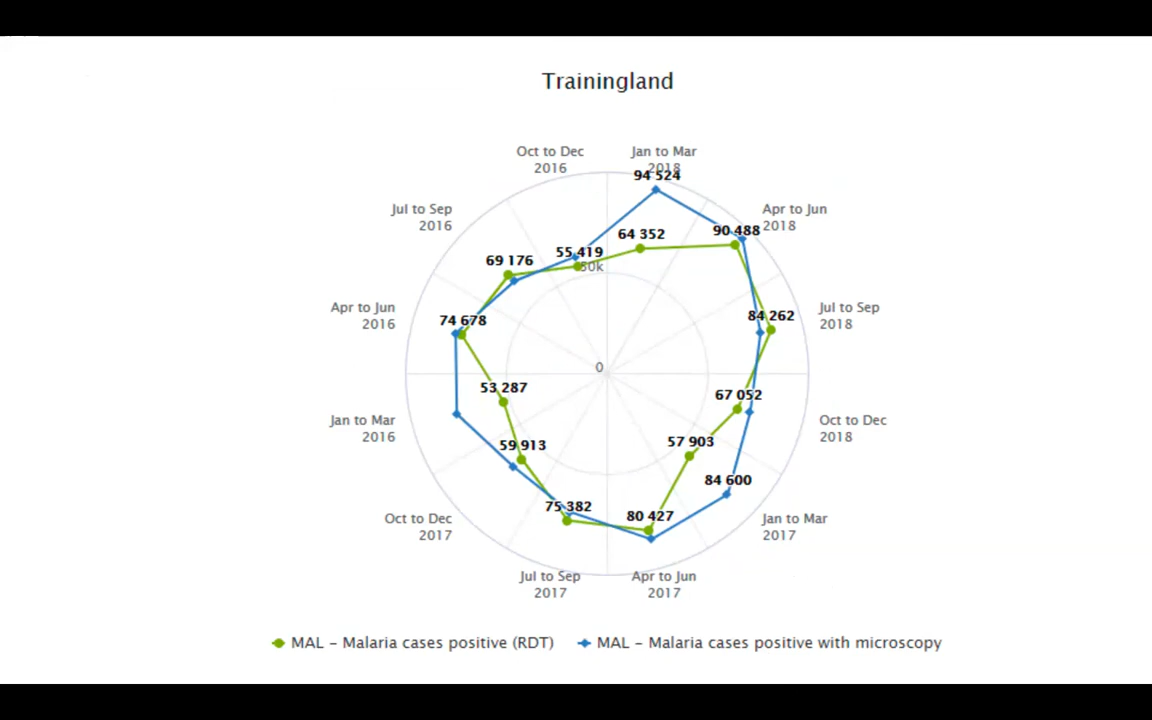 Trainingland
Oct to Dec
2016
Jan to Mar
2018
94 524
Jul to Sep
2016
Apr to Jun
2018
64 352
90 488
69 176
55 419
50k
Apr to Jun
2016
74 678
84 262
Jul to Sep
2018
0
53 287
67 052
Jan to Mar
2016
59 913
57 903
Oct to Dec
2018
84 600
75 382
80 427
Oct to Dec
2017
Jan to Mar
2017
Jul to Sep
2017
Apr to Jun
2017
MAL – Malaria cases positive (RDT)
MAL – Malaria cases positive with microscopy